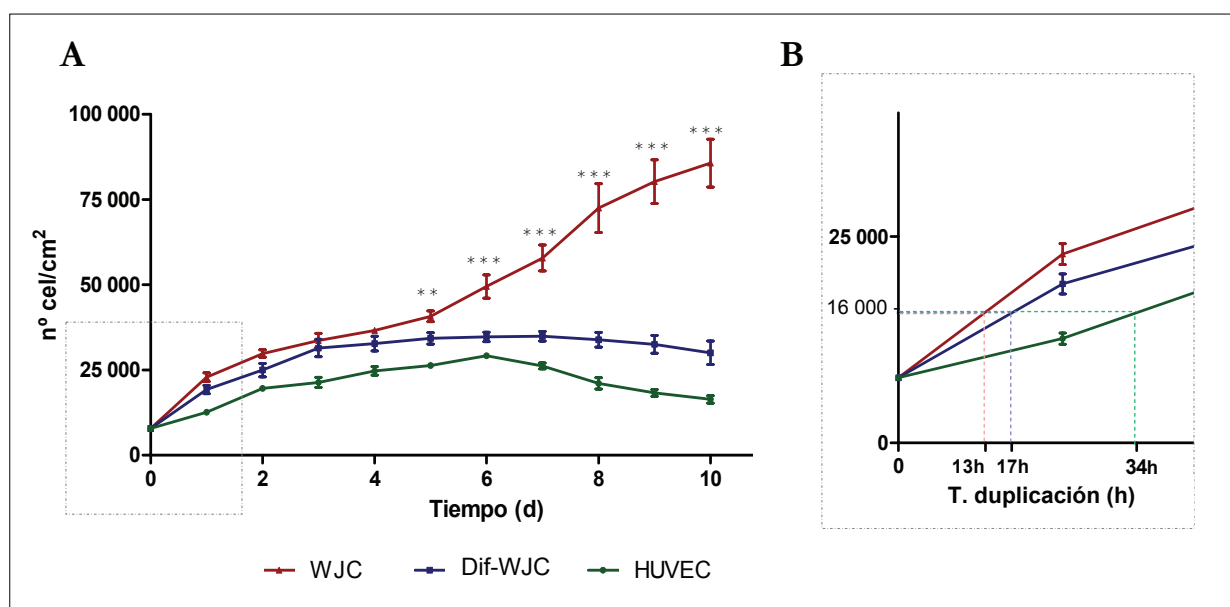 A
100 000
75 000
50 000
25 000
0
nº cel/cm²
**
***
***
***
***
***
0 2 4 6 8 10
Tiempo (d)
B
25 000
16 000
0
0 13h 17h 34h
T. duplicación (h)
WJC Dif-WJC HUVEC